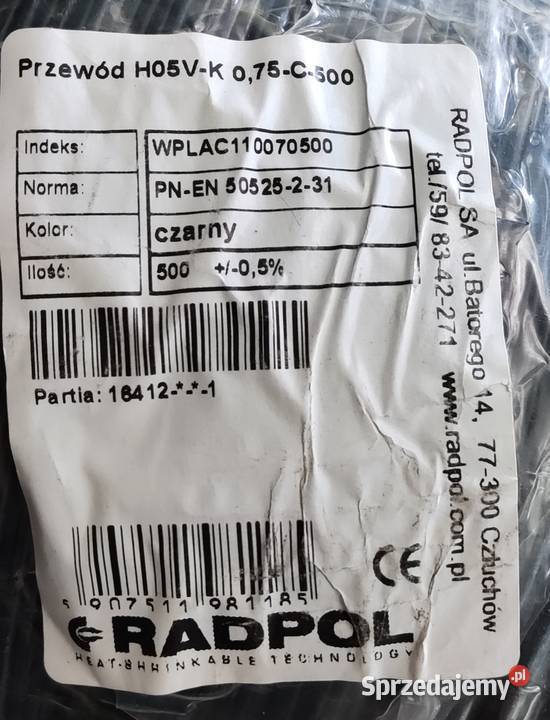 Przewód H05V-K 0,75-C-500
Indeks: WPLAC110070500
Norma: PN-EN 50525-2-31
Kolor: czarny
Ilość: 500 +/-0,5%
Partia: 16412-*-*-1
5 907511 981185
CE
RADPOL
HEAT-SHRINKABLE TECHNOLOGY
RADPOL SA ul.Batorego 14, 77-300 Człuchów
tel./59/ 83-42-271 www.radpol.com.pl
Sprzedajemy.pl